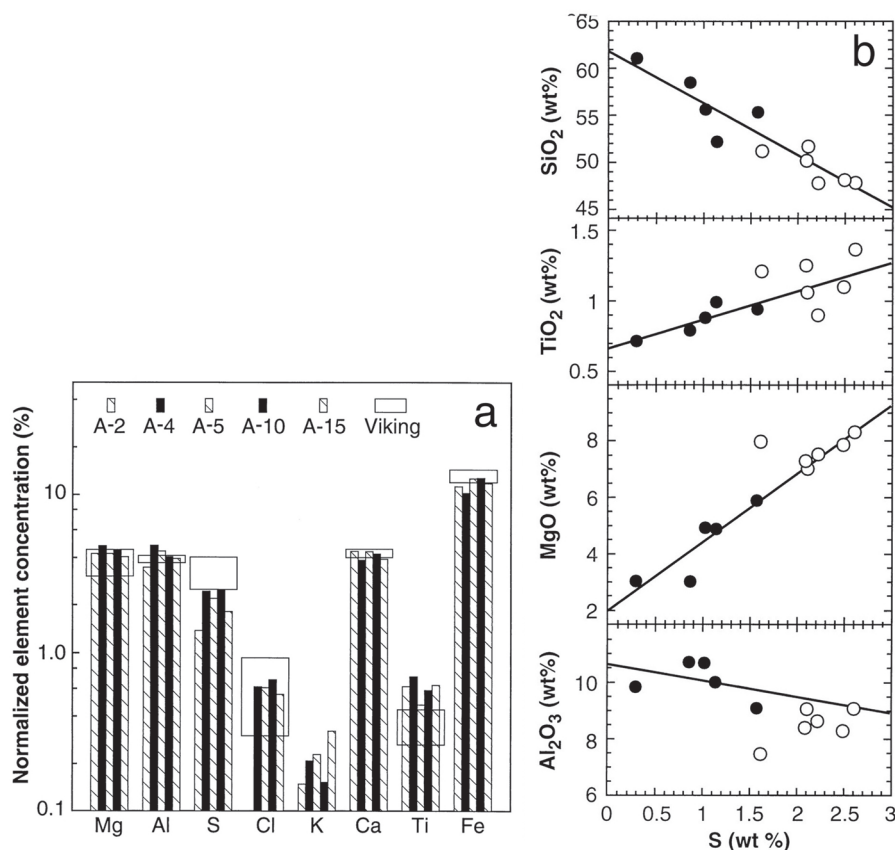 a
A-2 A-4 A-5 A-10 A-15 Viking
Normalized element concentration (%)
10
1.0
0.1
Mg Al S Cl K Ca Ti Fe
b
65
60
55
50
45
SiO2 (wt%)
1.5
1
0.5
TiO2 (wt%)
8
6
4
2
MgO (wt%)
10
8
6
Al2O3 (wt%)
0 0.5 1 1.5 2 2.5 3
S (wt %)